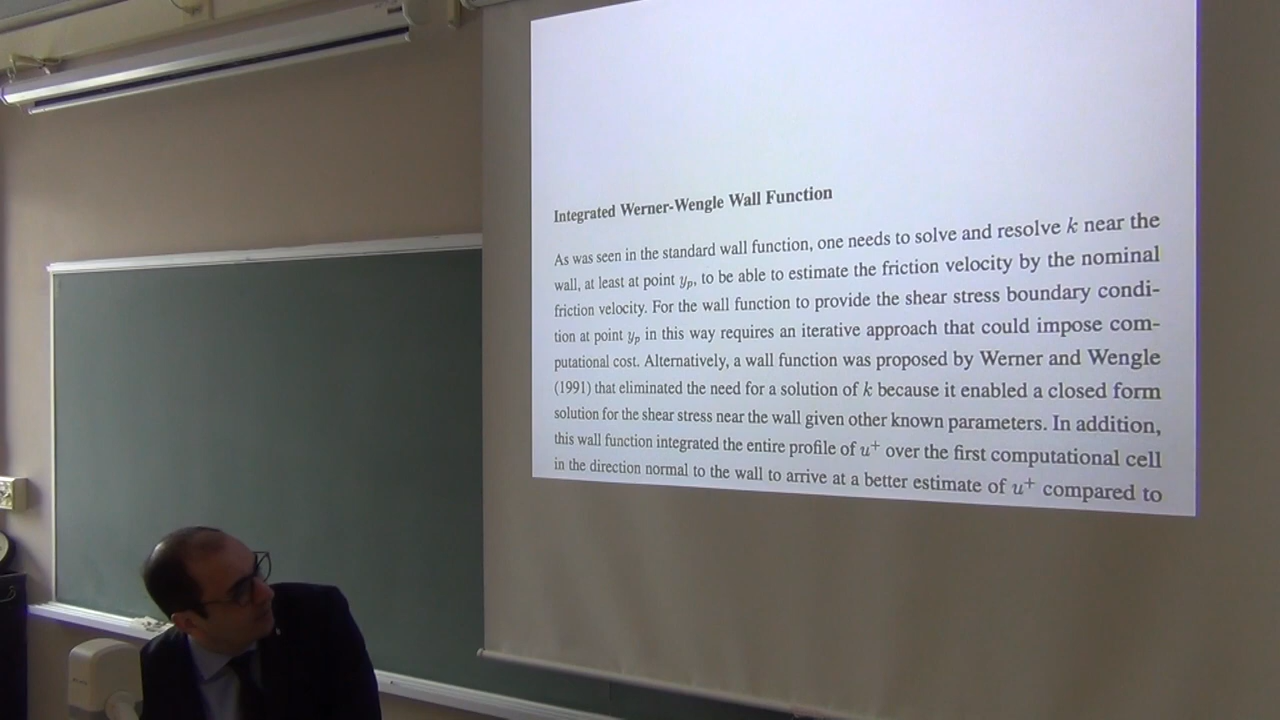 Integrated Werner-Wengle Wall Function
As was seen in the standard wall function, one needs to solve and resolve k near the
wall, at least at point yₚ, to be able to estimate the friction velocity by the nominal
friction velocity. For the wall function to provide the shear stress boundary condi-
tion at point yₚ in this way requires an iterative approach that could impose com-
putational cost. Alternatively, a wall function was proposed by Werner and Wengle
(1991) that eliminated the need for a solution of k because it enabled a closed form
solution for the shear stress near the wall given other known parameters. In addition,
this wall function integrated the entire profile of u⁺ over the first computational cell
in the direction normal to the wall to arrive at a better estimate of u⁺ compared to